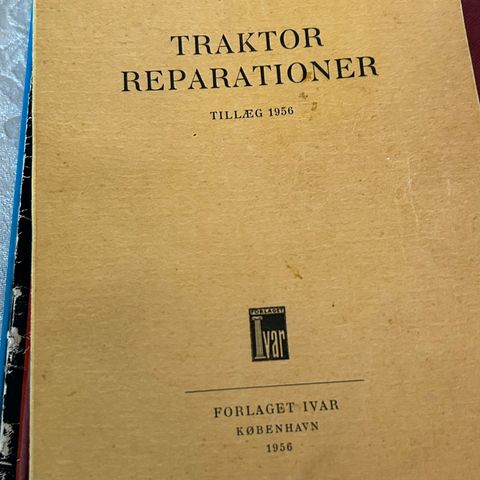 TRAKTOR
REPARATIONER
TILLÆG 1956
FORLAGET
Ivar
FORLAGET IVAR
KØBENHAVN
1956